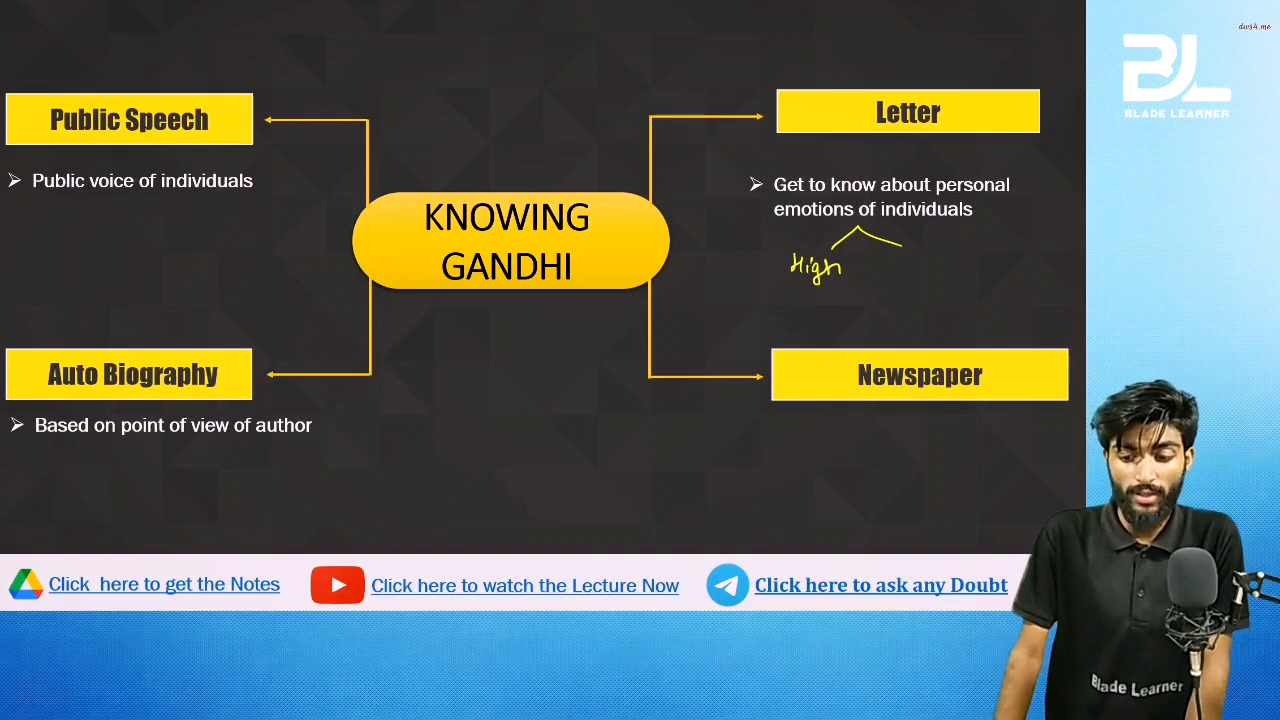 dws4.me
BL
BLADE LEARNER
Public Speech
Letter
➢ Public voice of individuals
➢ Get to know about personal
emotions of individuals
KNOWING
GANDHI
High
Auto Biography
Newspaper
➢ Based on point of view of author
Click here to get the Notes
Click here to watch the Lecture Now
Click here to ask any Doubt
Blade Learner